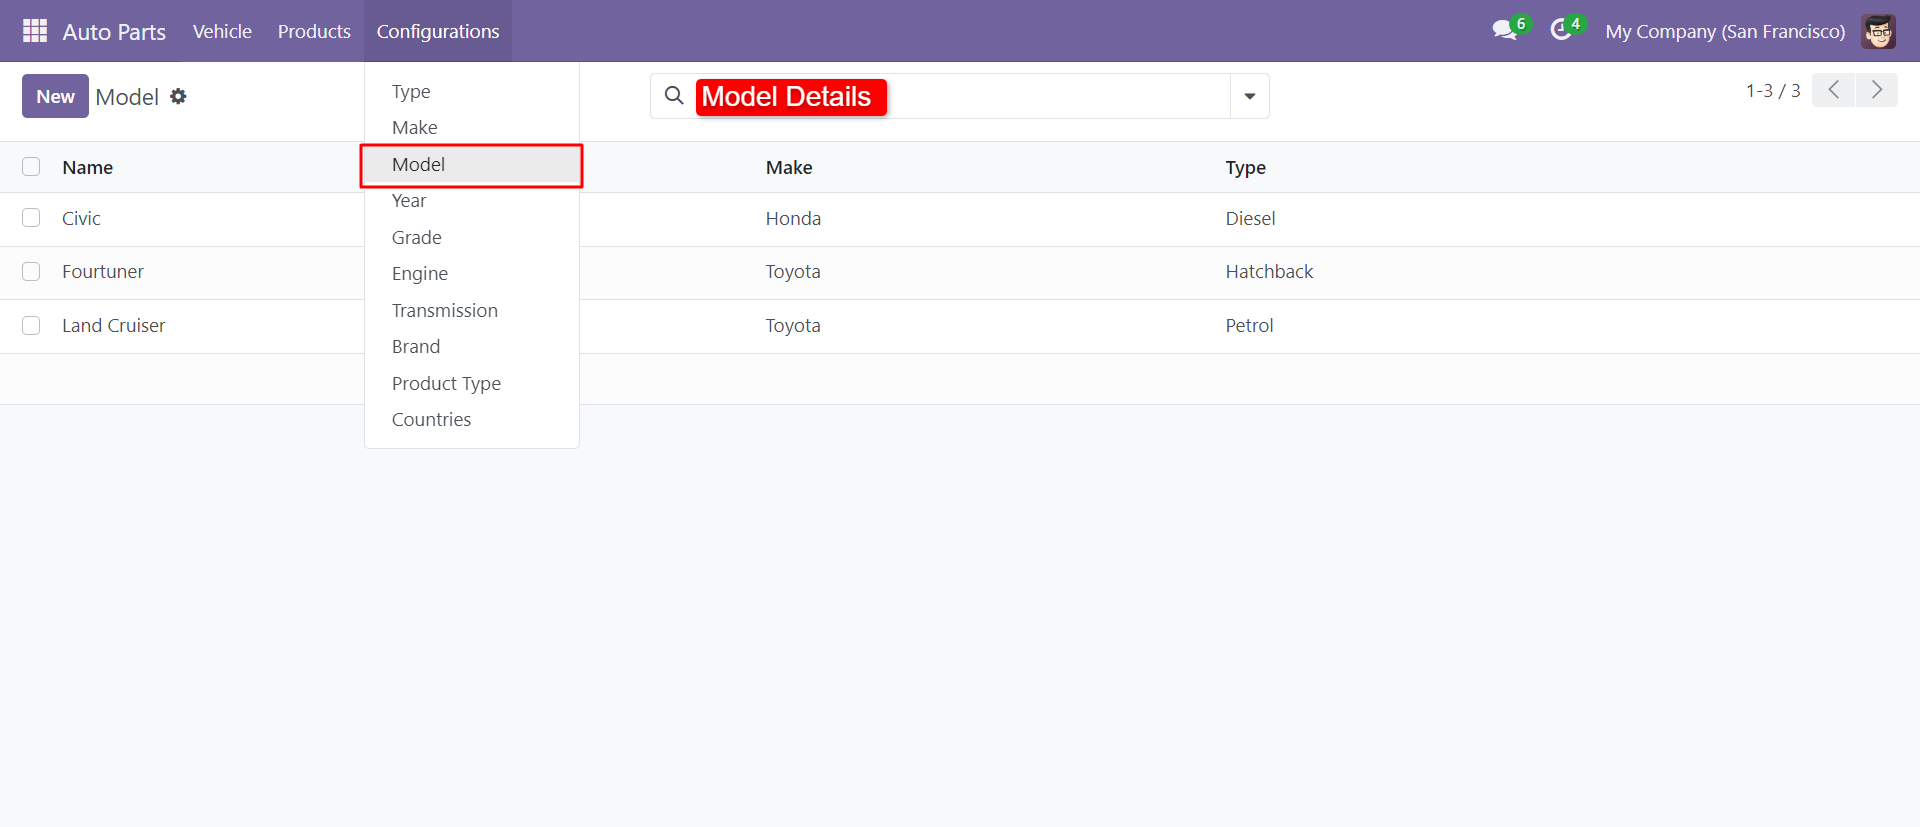 Auto Parts Vehicle Products Configurations 6 4 My Company (San Francisco)
New Model Model Details 1-3 / 3
Type
Make
Model
Year
Grade
Engine
Transmission
Brand
Product Type
Countries
Name Make Type
Civic Honda Diesel
Fourtuner Toyota Hatchback
Land Cruiser Toyota Petrol